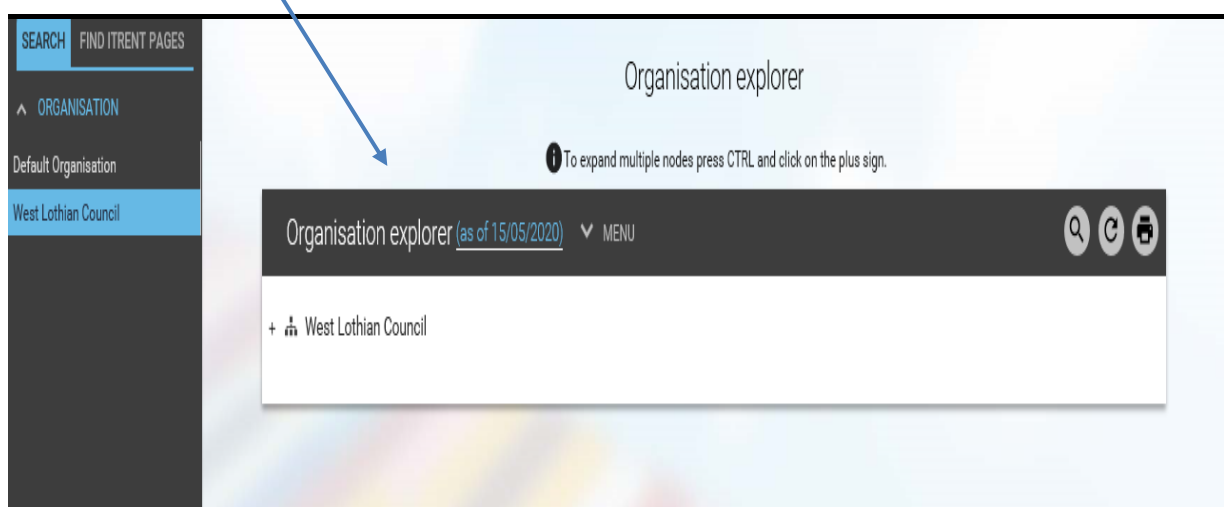 SEARCH FIND ITRENT PAGES
ORGANISATION
Default Organisation
West Lothian Council
Organisation explorer
To expand multiple nodes press CTRL and click on the plus sign.
Organisation explorer (as of 15/05/2020) MENU
+ West Lothian Council